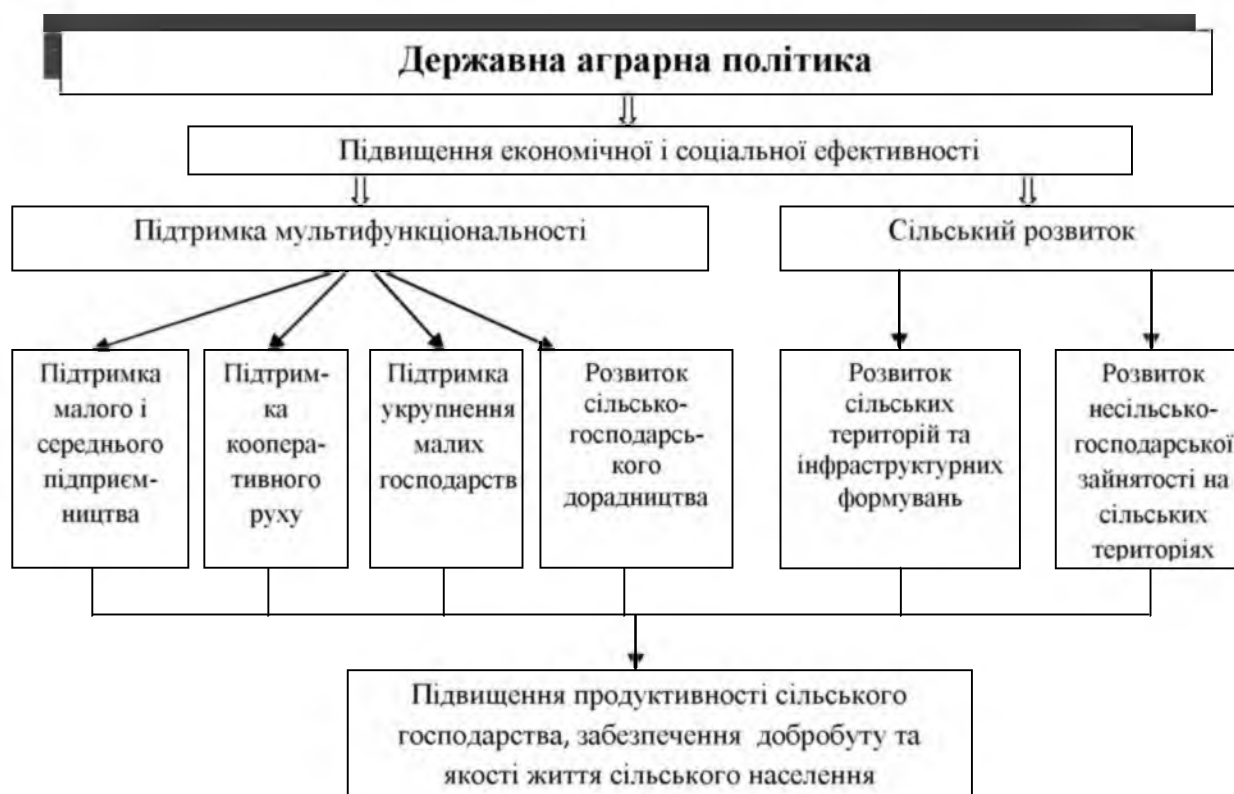 Державна аграрна політика
Підвищення економічної і соціальної ефективності
Підтримка мультифункціональності
Сільський розвиток
Підтримка
малого і
середнього
підприєм-
ництва
Підтрим-
ка
коопера-
тивного
руху
Підтримка
укрупнення
малих
господарств
Розвиток
сільсько-
господарсь-
кого
дорадництва
Розвиток
сільських
територій та
інфраструктурних
формувань
Розвиток
несільсько-
господарської
зайнятості на
сільських
територіях
Підвищення продуктивності сільського
господарства, забезпечення добробуту та
якості життя сільського населення